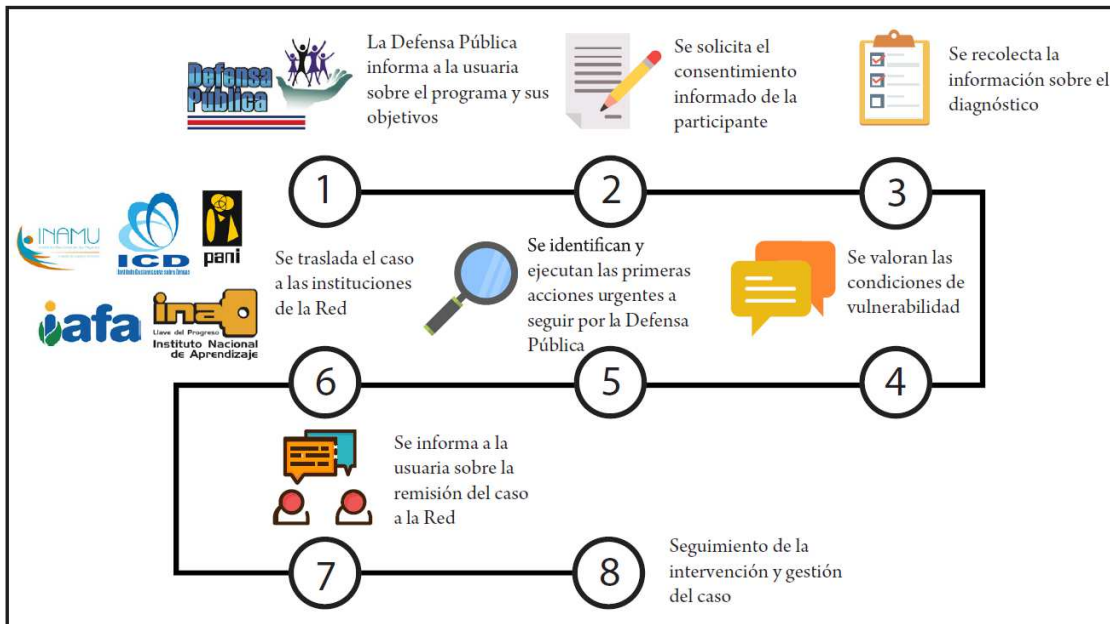 Defensa
Pública
La Defensa Pública
informa a la usuaria
sobre el programa y sus
objetivos
Se solicita el
consentimiento
informado de la
participante
Se recolecta la
información sobre el
diagnóstico
1
2
3
INAMU
ICD
pani
iafa
ina
Llave del Progreso
Instituto Nacional
de Aprendizaje
Se traslada el caso
a las instituciones
de la Red
Se identifican y
ejecutan las primeras
acciones urgentes a
seguir por la Defensa
Pública
Se valoran las
condiciones de
vulnerabilidad
6
5
4
Se informa a la
usuaria sobre la
remisión del caso
a la Red
7
8
Seguimiento de la
intervención y gestión
del caso